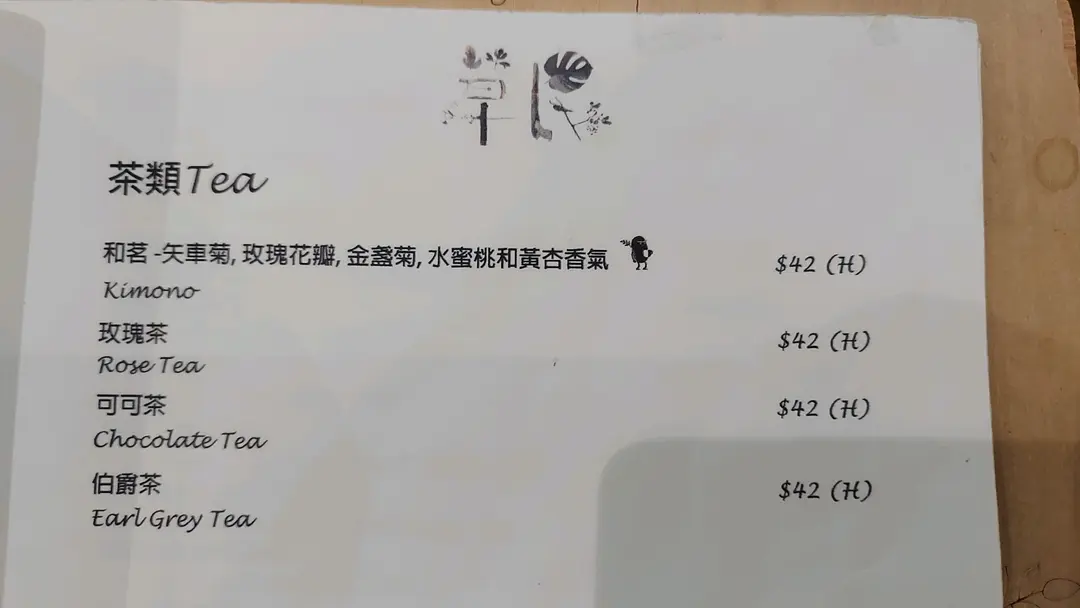 草民
茶類Tea
和茗 -矢車菊, 玫瑰花瓣, 金盞菊, 水蜜桃和黃杏香氣 $42 (H)
Kimono
玫瑰茶 $42 (H)
Rose Tea
可可茶 $42 (H)
Chocolate Tea
伯爵茶 $42 (H)
Earl Grey Tea